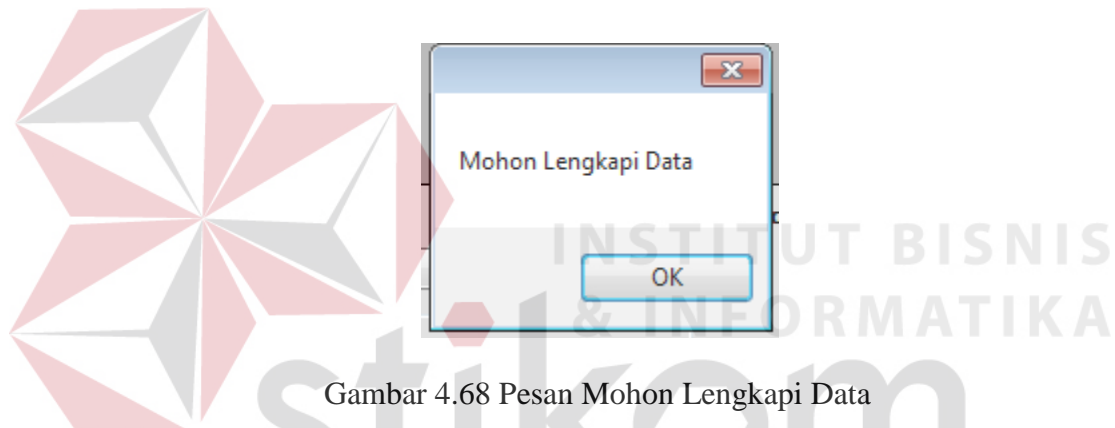 Mohon Lengkapi Data
OK
INSTITUT BISNIS
& INFORMATIKA
stikom
Gambar 4.68 Pesan Mohon Lengkapi Data